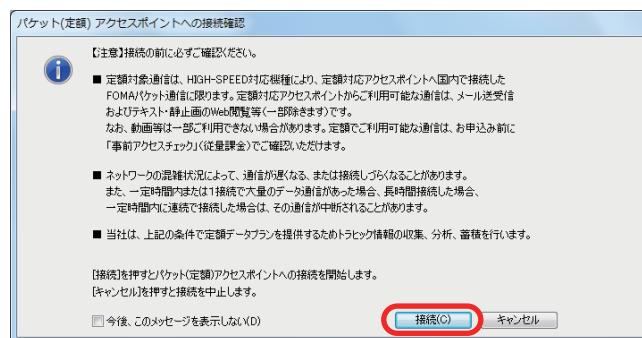 パケット(定額) アクセスポイントへの接続確認
【注意】接続の前に必ずご確認ください。
■ 定額対象通信は、HIGH-SPEED対応機種により、定額対応アクセスポイントへ国内で接続した
FOMAパケット通信に限ります。定額対応アクセスポイントからご利用可能な通信は、メール送受信
およびテキスト・静止画のWeb閲覧等(一部除きます)です。
なお、動画等は一部ご利用できない場合があります。定額でご利用可能な通信は、お申込み前に
「事前アクセスチェック」(従量課金)でご確認いただけます。
■ ネットワークの混雑状況によって、通信が遅くなる、または接続しづらくなることがあります。
また、一定時間内または1接続で大量のデータ通信があった場合、長時間接続した場合、
一定時間内に連続で接続した場合は、その通信が中断されることがあります。
■ 当社は、上記の条件で定額データプランを提供するためトラヒック情報の収集、分析、蓄積を行います。
[接続]を押すとパケット(定額)アクセスポイントへの接続を開始します。
[キャンセル]を押すと接続を中止します。
今後、このメッセージを表示しない(D)
接続(C)
キャンセル